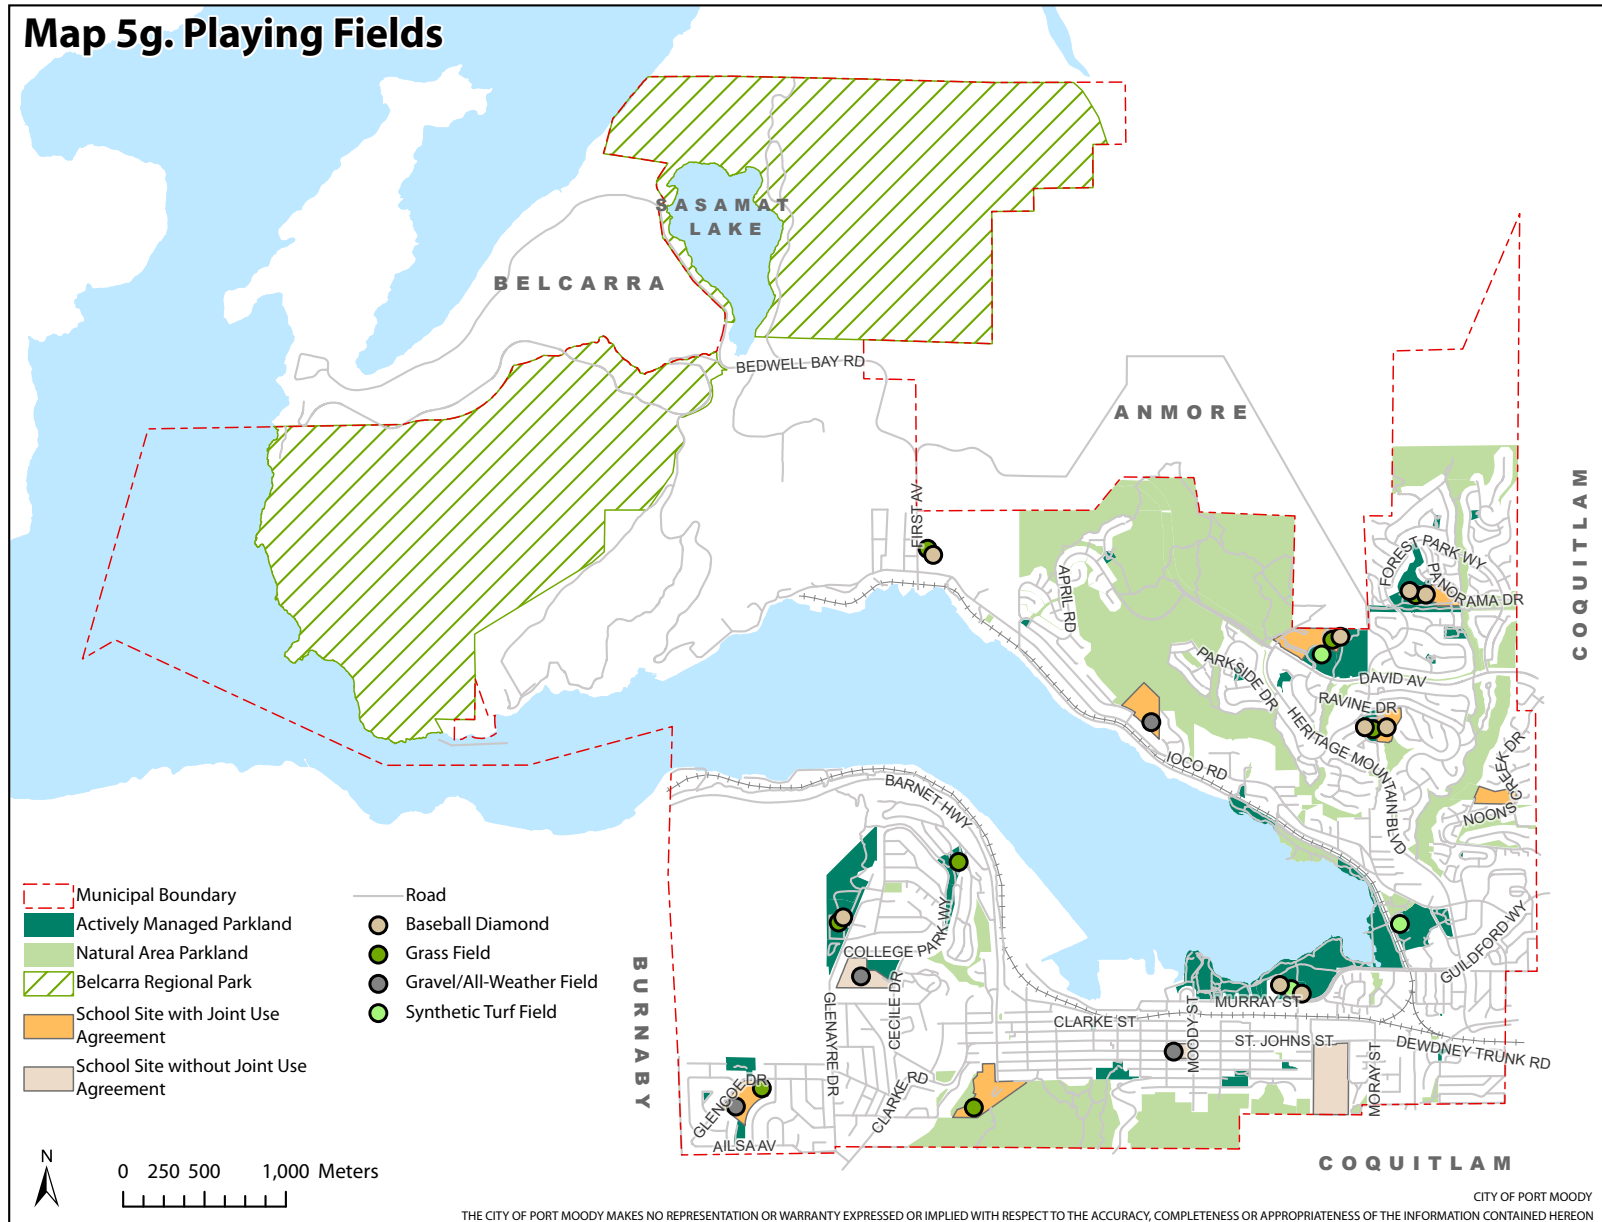 Map 5g. Playing Fields
SASAMAT
LAKE
BELCARRA
BEDWELL BAY RD
ANMORE
COQUITLAM
FIRST AV
APRIL RD
FOREST PARK WY
PANORAMA DR
PARKSIDE DR
DAVID AV
RAVINE DR
HERITAGE MOUNTAIN BLVD
IOCO RD
NOONS CREEK DR
BARNET HWY
COLLEGE PARK WY
GUILDFORD WY
BURNABY
GLENAYRE DR
CECILE DR
MURRAY ST
CLARKE ST
MOODY ST
ST. JOHNS ST
DEWDNEY TRUNK RD
MORAY ST
CLARKE RD
GLENCOE DR
AILSA AV
COQUITLAM
Municipal Boundary
Actively Managed Parkland
Natural Area Parkland
Belcarra Regional Park
School Site with Joint Use
Agreement
School Site without Joint Use
Agreement
Road
Baseball Diamond
Grass Field
Gravel/All-Weather Field
Synthetic Turf Field
N
0 250 500 1,000 Meters
CITY OF PORT MOODY
THE CITY OF PORT MOODY MAKES NO REPRESENTATION OR WARRANTY EXPRESSED OR IMPLIED WITH RESPECT TO THE ACCURACY, COMPLETENESS OR APPROPRIATENESS OF THE INFORMATION CONTAINED HEREON